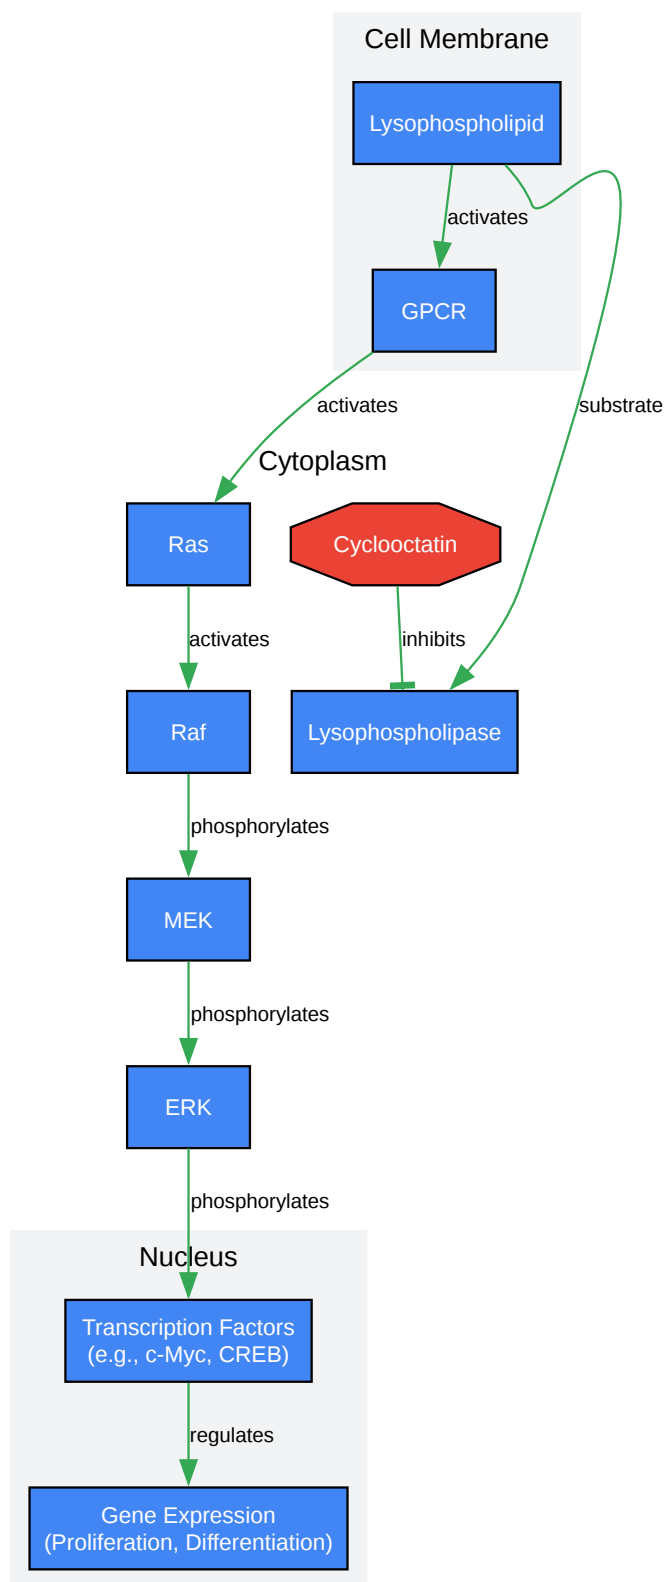 Cell Membrane
Lysophospholipid
activates
GPCR
activates
substrate
Cytoplasm
Ras
Cyclooctatin
activates
inhibits
Raf
Lysophospholipase
phosphorylates
MEK
phosphorylates
ERK
phosphorylates
Nucleus
Transcription Factors
(e.g., c-Myc, CREB)
regulates
Gene Expression
(Proliferation, Differentiation)